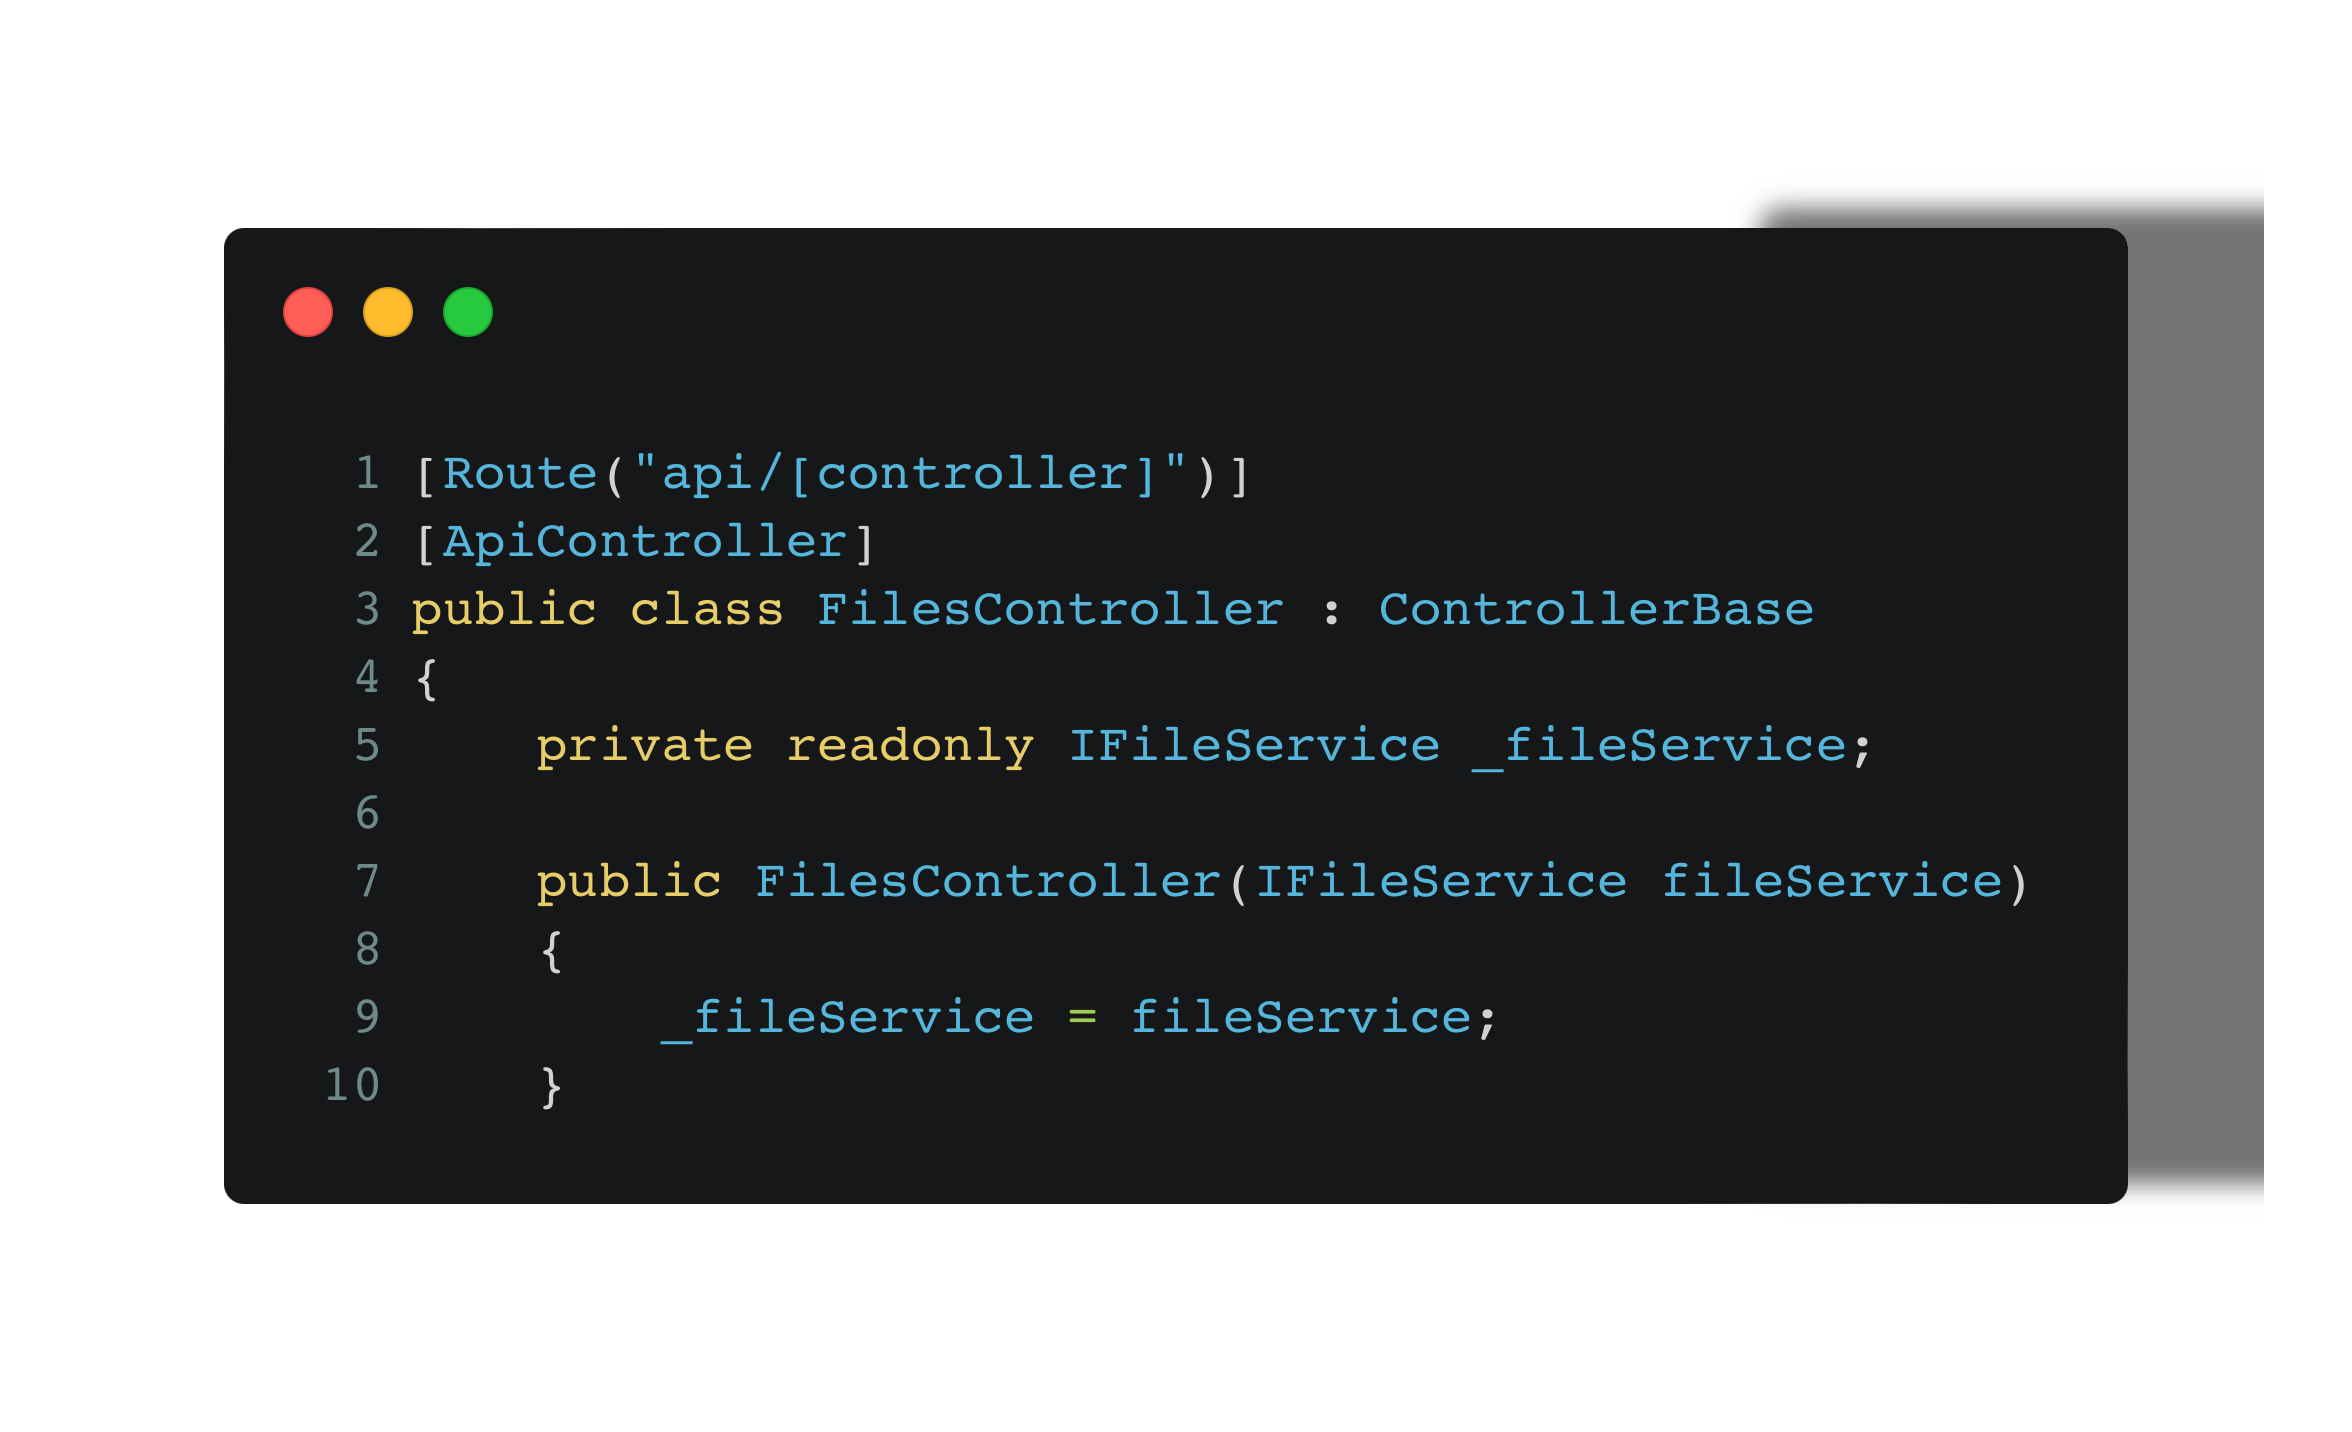 1 [Route("api/[controller]")]
2 [ApiController]
3 public class FilesController : ControllerBase
4 {
5     private readonly IFileService _fileService;
6
7     public FilesController(IFileService fileService)
8     {
9         _fileService = fileService;
10     }